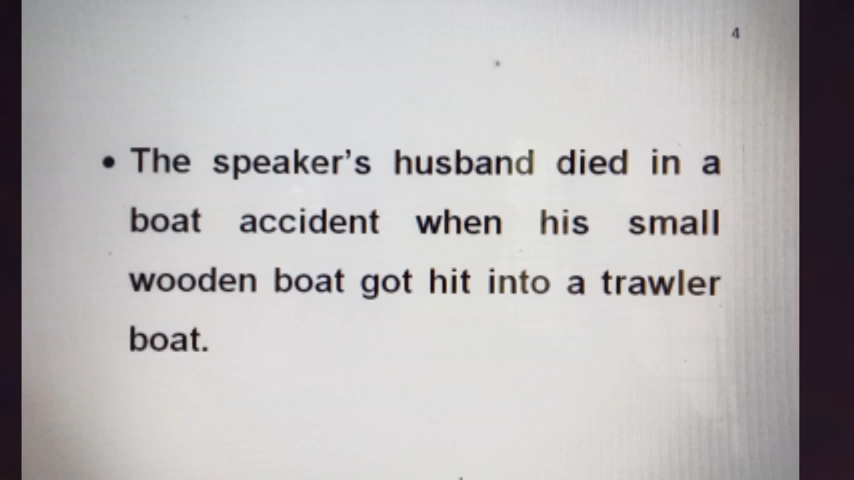 4
• The speaker's husband died in a
boat accident when his small
wooden boat got hit into a trawler
boat.